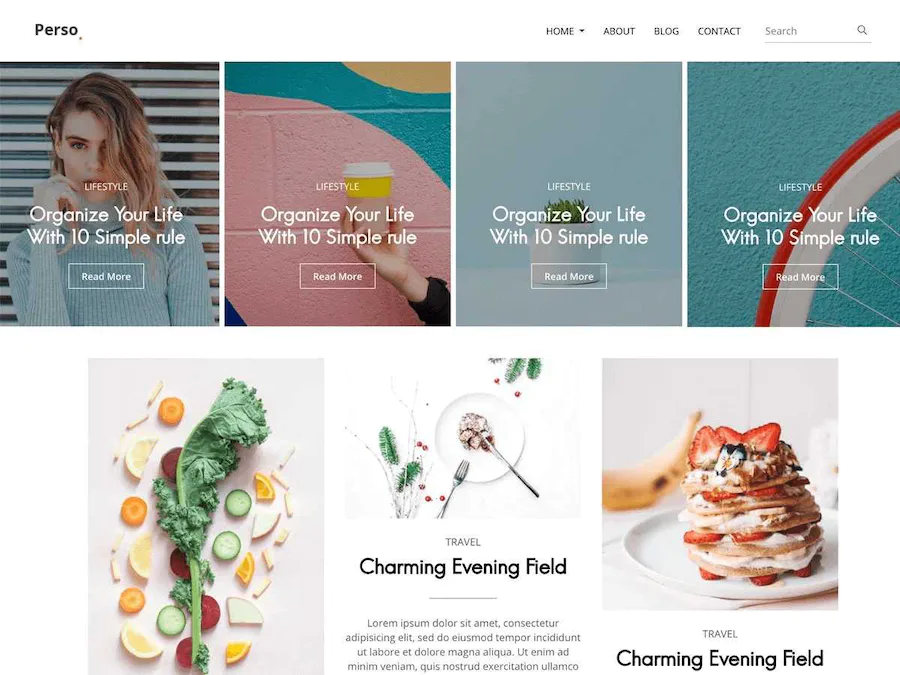 Perso.
HOME
ABOUT
BLOG
CONTACT
Search
LIFESTYLE
Organize Your Life
With 10 Simple rule
Read More
LIFESTYLE
Organize Your Life
With 10 Simple rule
Read More
LIFESTYLE
Organize Your Life
With 10 Simple rule
Read More
LIFESTYLE
Organize Your Life
With 10 Simple rule
Read More
TRAVEL
Charming Evening Field
Lorem ipsum dolor sit amet, consectetur
adipisicing elit, sed do eiusmod tempor incididunt
ut labore et dolore magna aliqua. Ut enim ad
minim veniam, quis nostrud exercitation ullamco
TRAVEL
Charming Evening Field